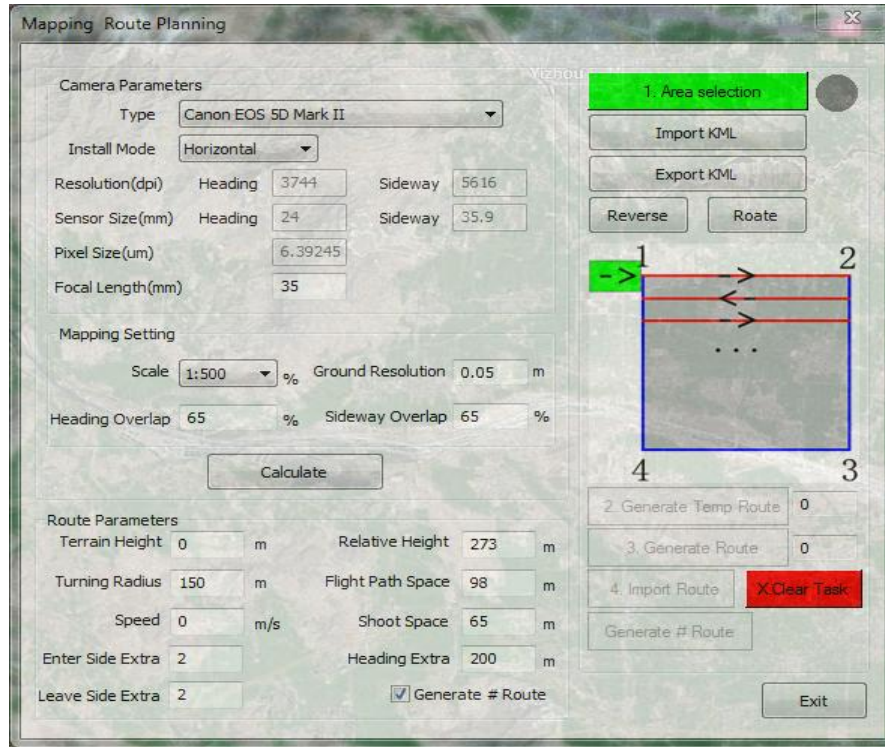 Mapping Route Planning
Yizhou
Camera Parameters
Type Canon EOS 5D Mark II
Install Mode Horizontal
Resolution(dpi) Heading 3744 Sideway 5616
Sensor Size(mm) Heading 24 Sideway 35.9
Pixel Size(um) 6.39245
Focal Length(mm) 35
Mapping Setting
Scale 1:500 % Ground Resolution 0.05 m
Heading Overlap 65 % Sideway Overlap 65 %
Calculate
Route Parameters
Terrain Height 0 m Relative Height 273 m
Turning Radius 150 m Flight Path Space 98 m
Speed 0 m/s Shoot Space 65 m
Enter Side Extra 2 Heading Extra 200 m
Leave Side Extra 2 Generate # Route
1. Area selection
Import KML
Export KML
Reverse Roate
1 2
->
...
4 3
2. Generate Temp Route 0
3. Generate Route 0
4. Import Route X.Clear Task
Generate # Route
Exit